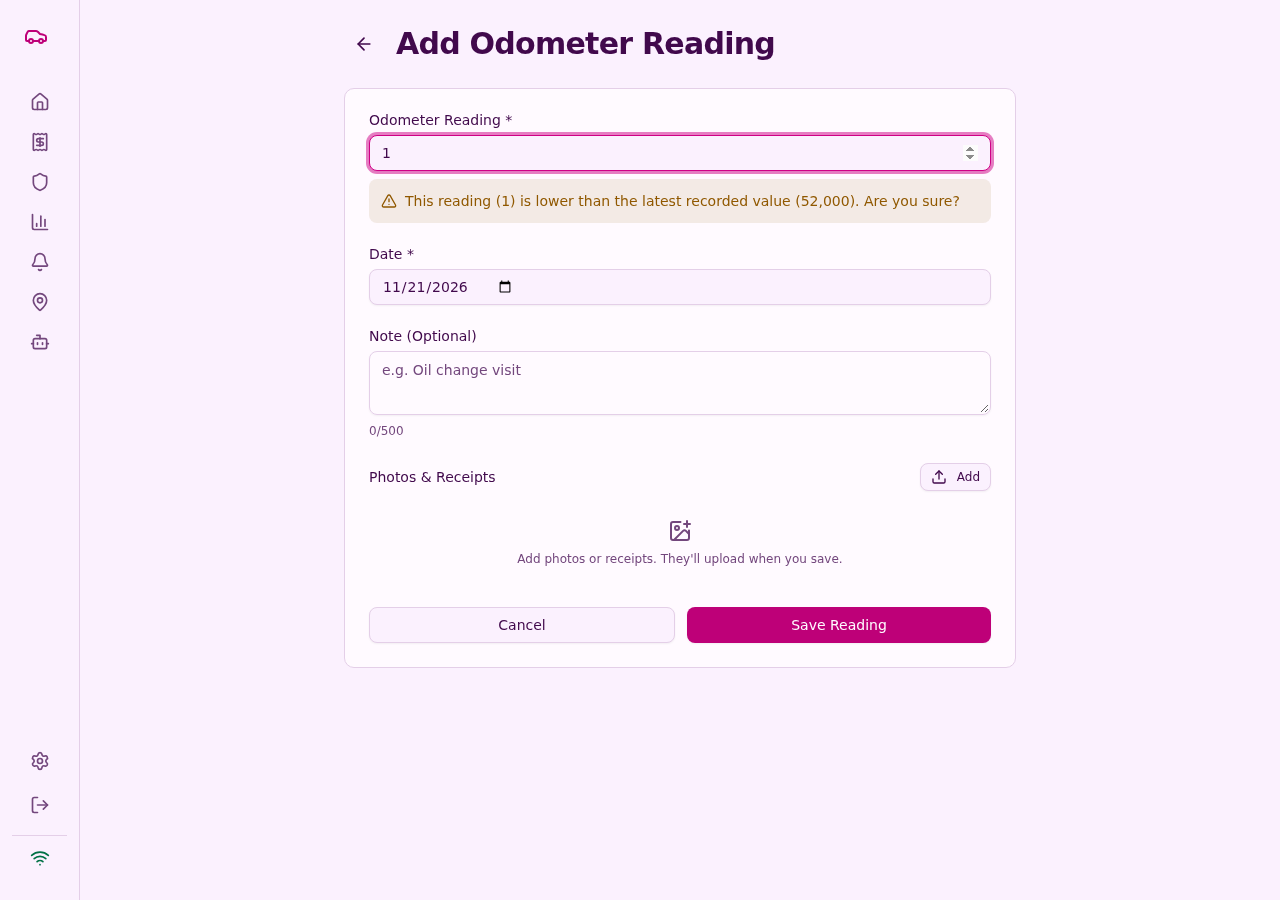 Add Odometer Reading
Odometer Reading *
1
This reading (1) is lower than the latest recorded value (52,000). Are you sure?
Date *
11/21/2026
Note (Optional)
e.g. Oil change visit
0/500
Photos & Receipts
Add
Add photos or receipts. They'll upload when you save.
Cancel
Save Reading